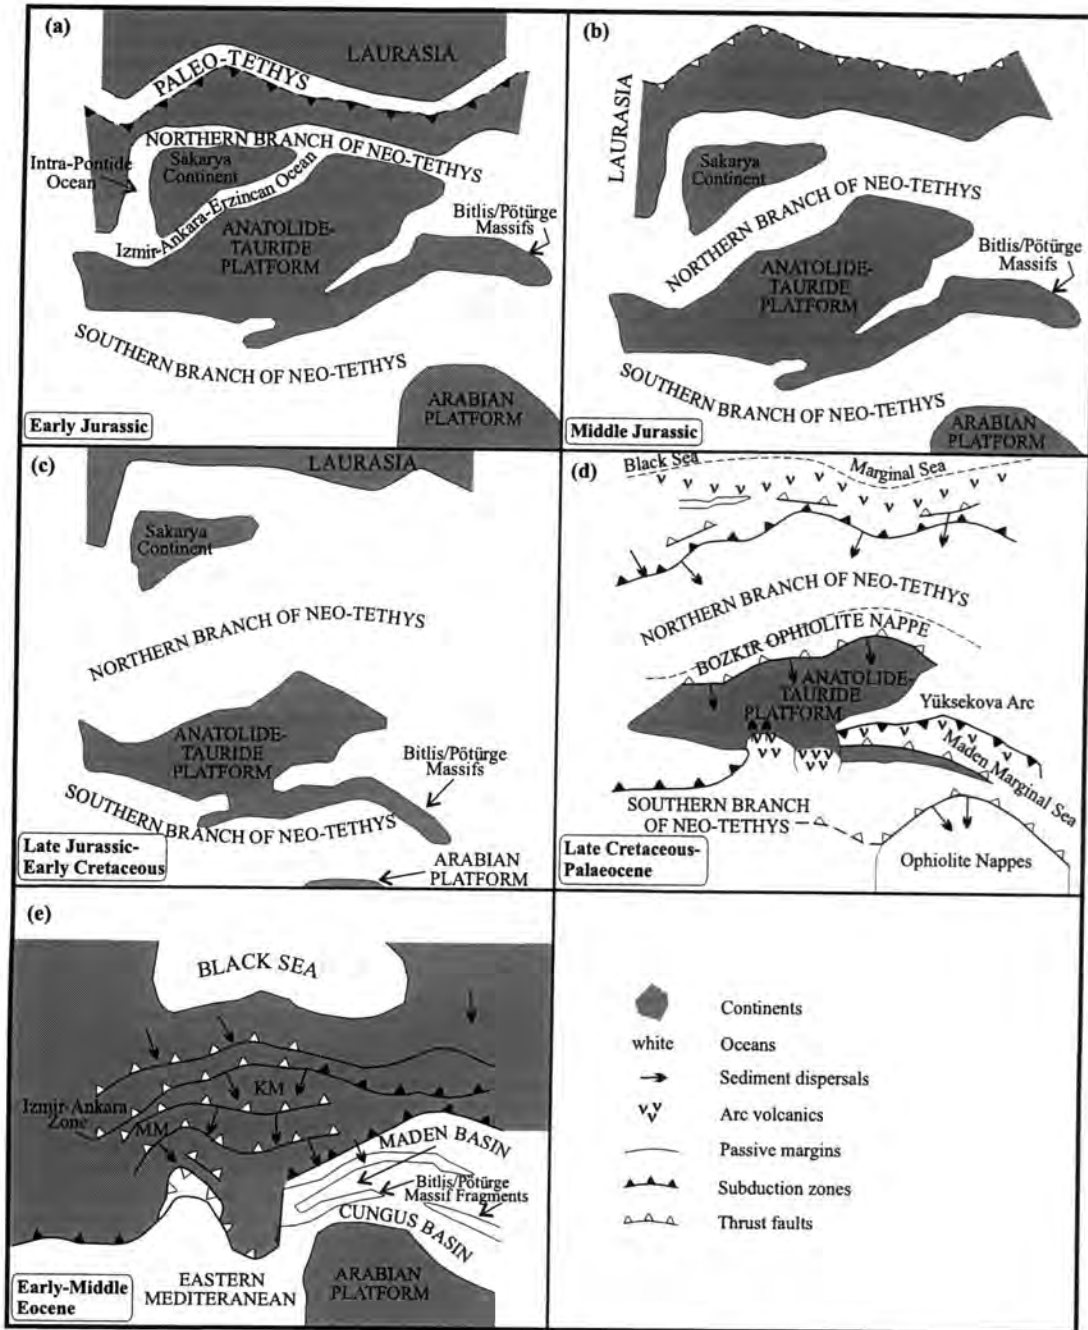 (a)
LAURASIA
PALEO-TETHYS
NORTHERN BRANCH OF NEO-TETHYS
Intra-Pontide
Ocean
Sakarya
Continent
Izmir-Ankara-Erzincan Ocean
ANATOLIDE-
TAURIDE
PLATFORM
Bitlis/Pötürge
Massifs
SOUTHERN BRANCH OF NEO-TETHYS
ARABIAN
PLATFORM
Early Jurassic
(b)
LAURASIA
Sakarya
Continent
NORTHERN BRANCH OF NEO-TETHYS
ANATOLIDE-
TAURIDE
PLATFORM
Bitlis/Pötürge
Massifs
SOUTHERN BRANCH OF NEO-TETHYS
ARABIAN
PLATFORM
Middle Jurassic
(c)
LAURASIA
Sakarya
Continent
NORTHERN BRANCH OF NEO-TETHYS
ANATOLIDE-
TAURIDE
PLATFORM
Bitlis/Pötürge
Massifs
SOUTHERN BRANCH OF NEO-TETHYS
ARABIAN
PLATFORM
Late Jurassic-
Early Cretaceous
(d)
Black Sea
Marginal Sea
NORTHERN BRANCH OF NEO-TETHYS
BOZKIR OPHIOLITE NAPPE
ANATOLIDE-
TAURIDE
PLATFORM
Yüksekova Arc
Maden Marginal Sea
SOUTHERN BRANCH
OF NEO-TETHYS
Ophiolite Nappes
Late Cretaceous-
Palaeocene
(e)
BLACK SEA
KM
Izmir-Ankara
Zone
MM
MADEN BASIN
Bitlis/Pötürge
Massif Fragments
CUNGUS BASIN
EASTERN
MEDITERANEAN
ARABIAN
PLATFORM
Early-Middle
Eocene
Continents
white Oceans
Sediment dispersals
Arc volcanics
Passive margins
Subduction zones
Thrust faults